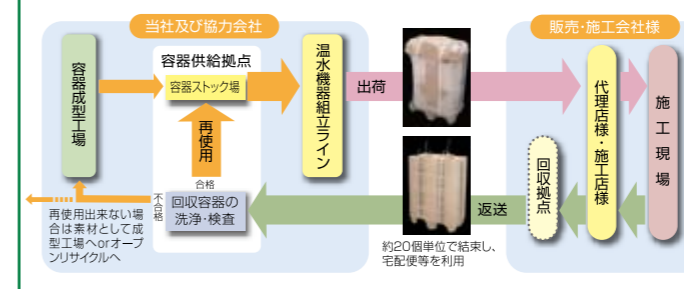 当社及び協力会社
販売・施工会社様
容器成型工場
容器供給拠点
容器ストック場
再使用
合格
不合格
回収容器の
洗浄・検査
再使用出来ない場
合は素材として成
型工場へorオープ
ンリサイクルへ
温水機器組立ライン
出荷
返送
約20個単位で結束し、
宅配便等を利用
回収拠点
代理店様・施工店様
施工現場